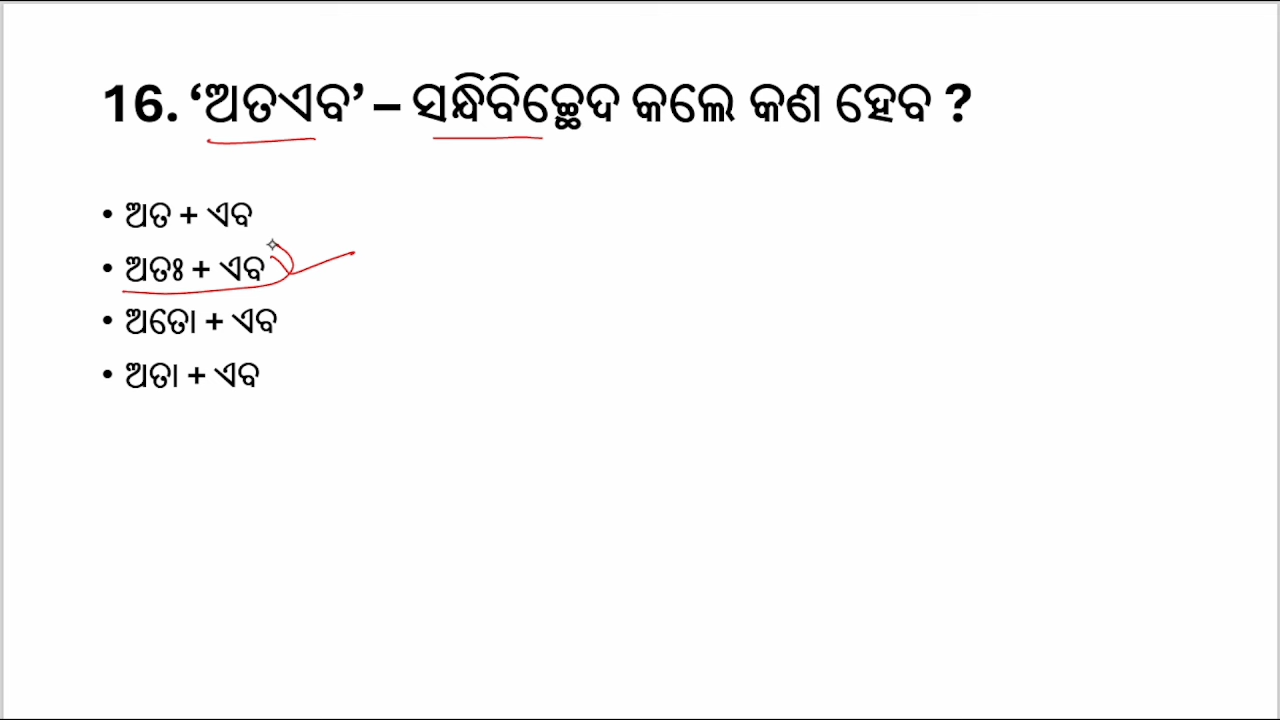 16. ‘ଅତଏବ’ – ସନ୍ଧିବିଚ୍ଛେଦ କଲେ କଣ ହେବ ?
• ଅତ + ଏବ
• ଅତଃ + ଏବ
• ଅତୋ + ଏବ
• ଅତା + ଏବ